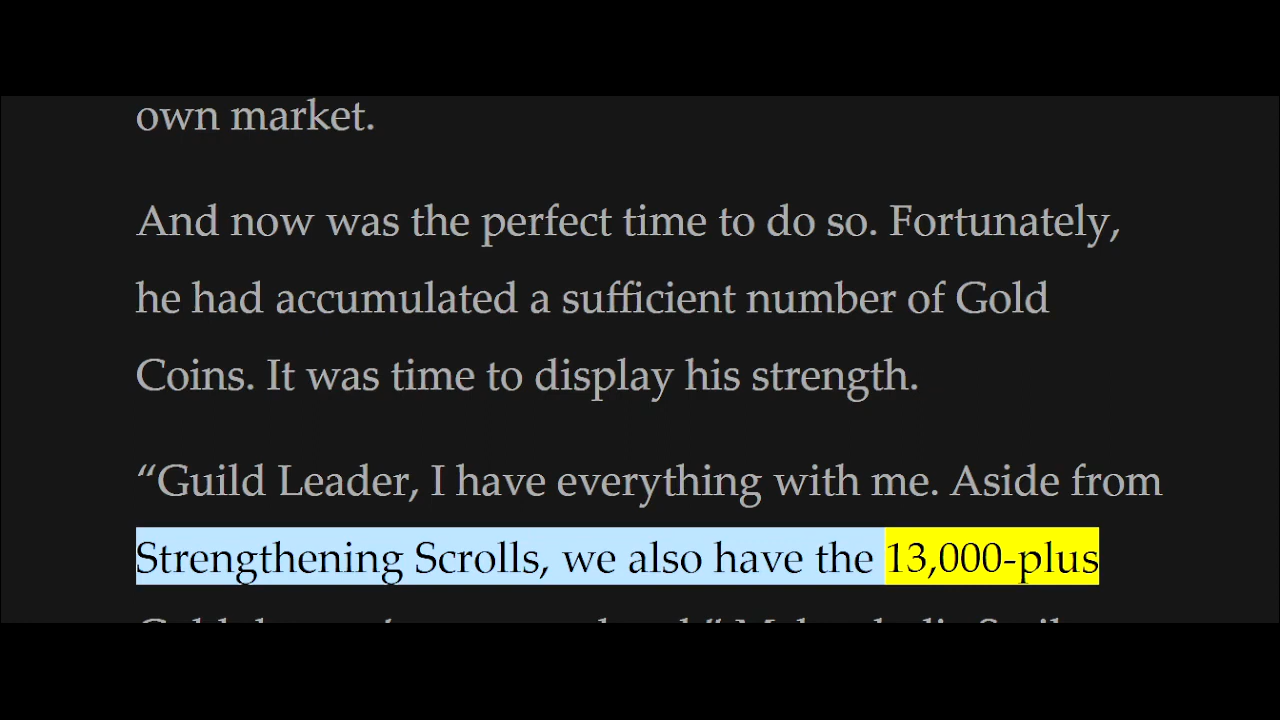 own market.
And now was the perfect time to do so. Fortunately,
he had accumulated a sufficient number of Gold
Coins. It was time to display his strength.
“Guild Leader, I have everything with me. Aside from
Strengthening Scrolls, we also have the 13,000-plus